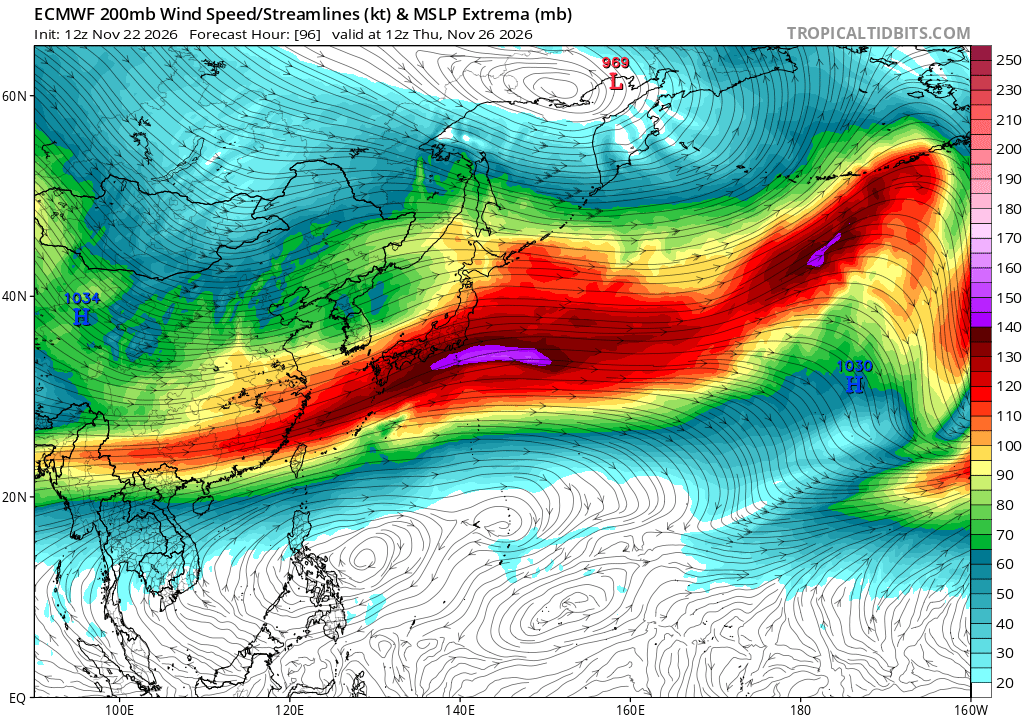 ECMWF 200mb Wind Speed/Streamlines (kt) & MSLP Extrema (mb)
Init: 12z Nov 22 2026 Forecast Hour: [96] valid at 12z Thu, Nov 26 2026
TROPICALTIDBITS.COM
969
L
1034
H
1030
H
60N
40N
20N
EQ
100E
120E
140E
160E
180
160W
250
230
210
200
190
180
170
160
150
140
130
120
110
100
90
80
70
60
50
40
30
20